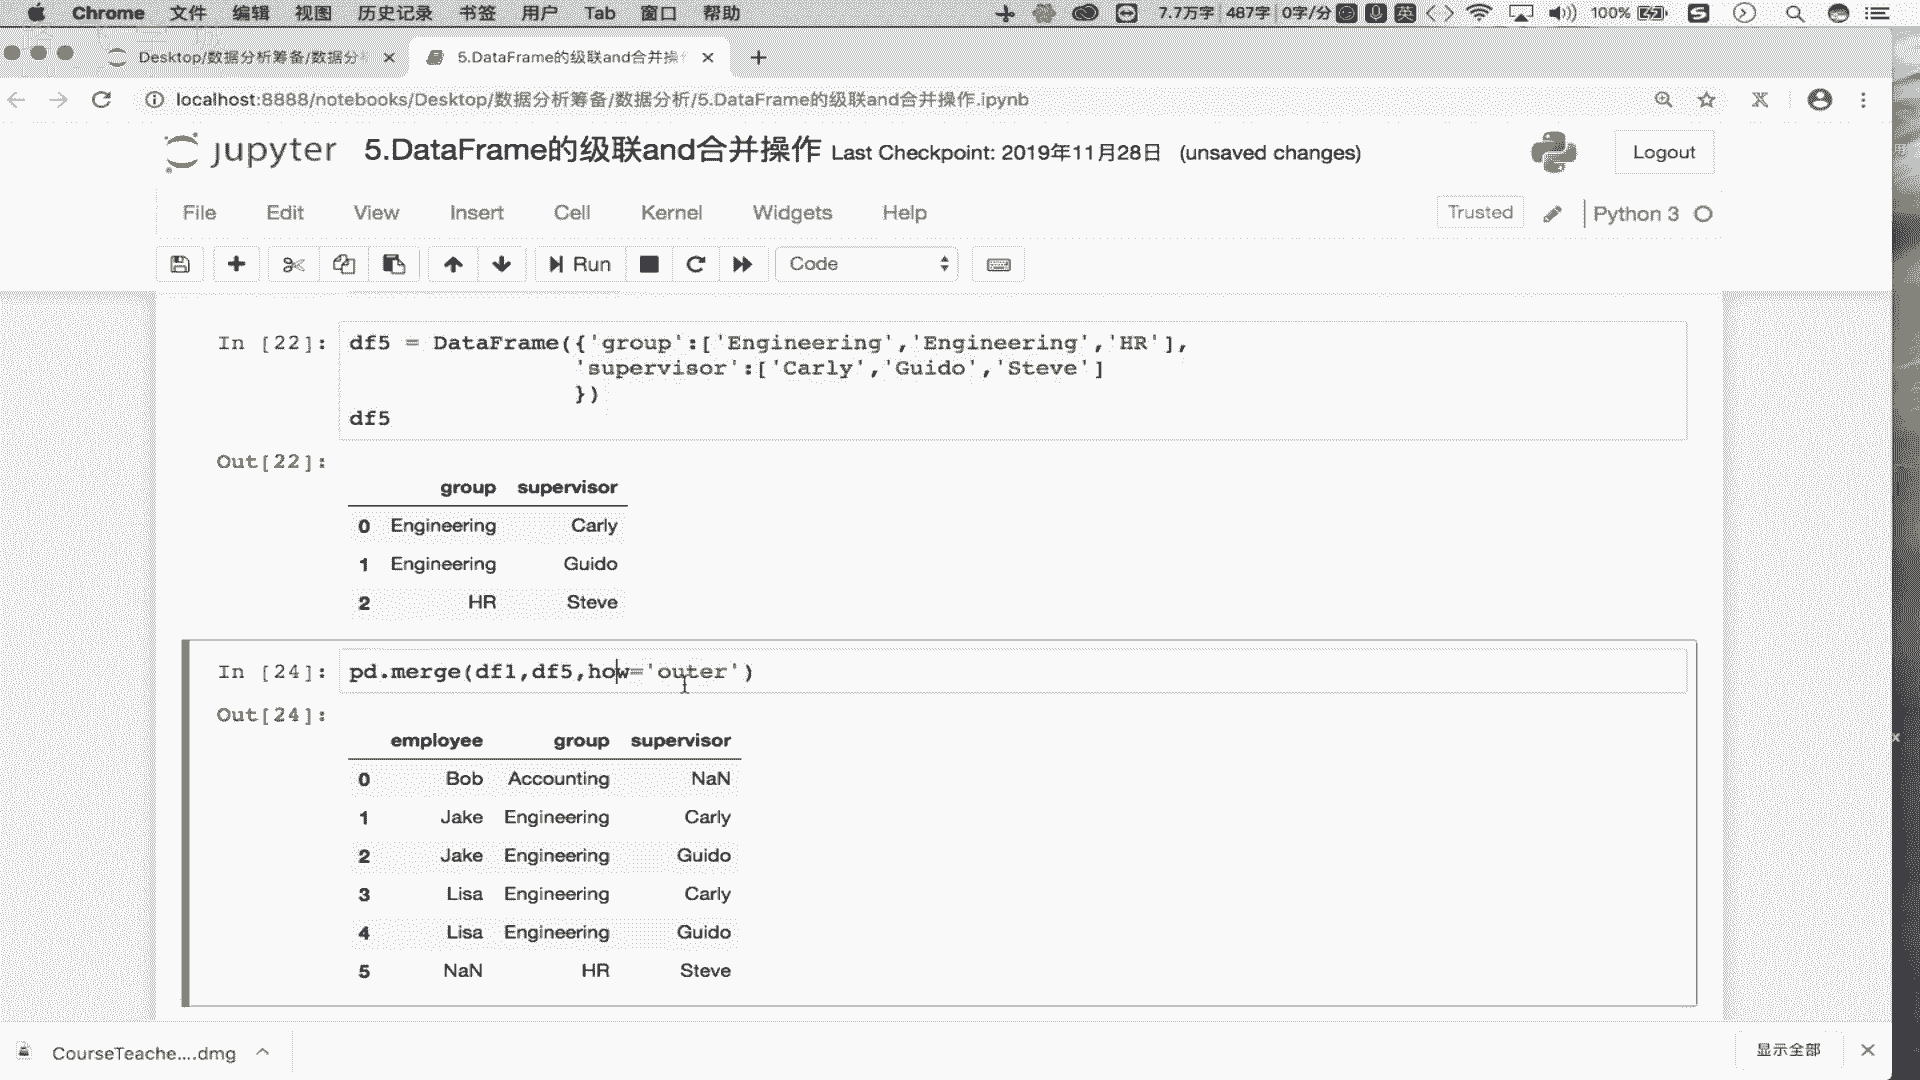 Chrome 文件 编辑 视图 历史记录 书签 用户 Tab 窗口 帮助 7.7万字 487字 0字/分 英 100%
Desktop/数据分析筹备/数据分 5.DataFrame的级联and合并操
localhost:8888/notebooks/Desktop/数据分析筹备/数据分析/5.DataFrame的级联and合并操作.ipynb
jupyter 5.DataFrame的级联and合并操作 Last Checkpoint: 2019年11月28日 (unsaved changes) Logout
File Edit View Insert Cell Kernel Widgets Help Trusted Python 3
Run Code
In [22]: df5 = DataFrame({'group':['Engineering','Engineering','HR'],
'supervisor':['Carly','Guido','Steve']
})
df5
Out[22]:
group supervisor
0 Engineering Carly
1 Engineering Guido
2 HR Steve
In [24]: pd.merge(df1,df5,how='outer')
Out[24]:
employee group supervisor
0 Bob Accounting NaN
1 Jake Engineering Carly
2 Jake Engineering Guido
3 Lisa Engineering Carly
4 Lisa Engineering Guido
5 NaN HR Steve
CourseTeache....dmg 显示全部